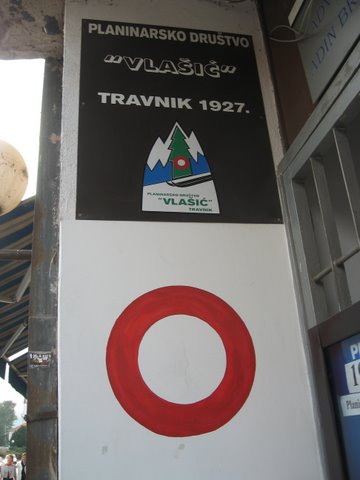 PLANINARSKO DRUŠTVO
"VLAŠIĆ"
TRAVNIK 1927.
PLANINARSKO DRUŠTVO
"VLAŠIĆ"
TRAVNIK